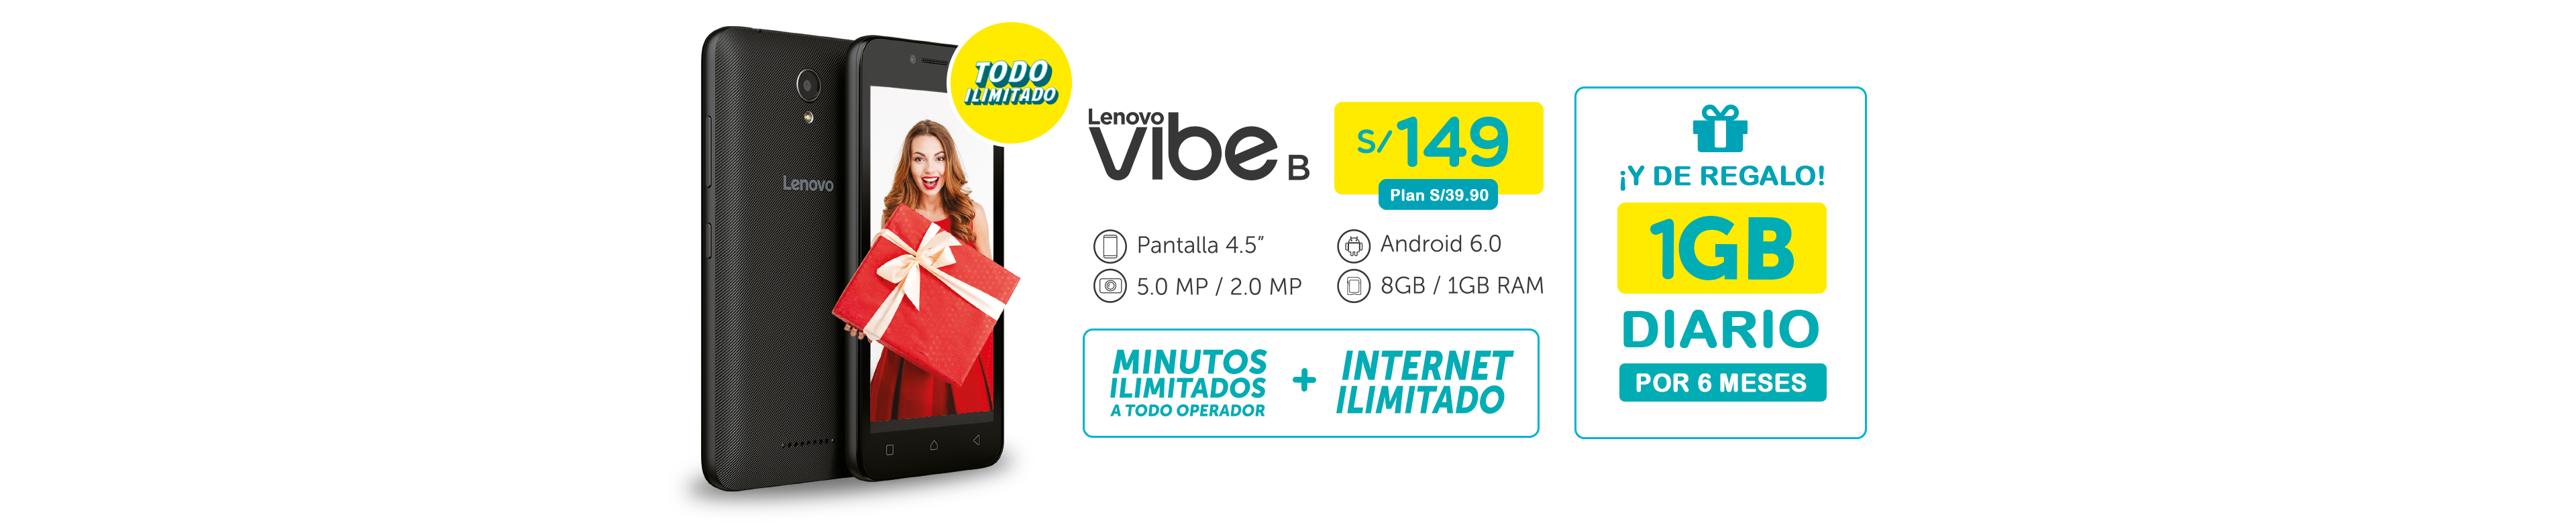 TODO
ILIMITADO
Lenovo
Lenovo
vibe B
S/149
Plan S/39.90
Pantalla 4.5”
Android 6.0
5.0 MP / 2.0 MP
8GB / 1GB RAM
MINUTOS
ILIMITADOS
A TODO OPERADOR
+
INTERNET
ILIMITADO
¡Y DE REGALO!
1GB
DIARIO
POR 6 MESES